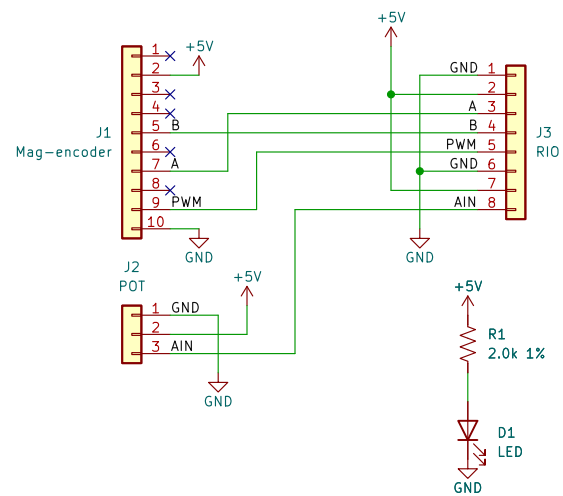 +5V
1
2
3
4
5
6
7
8
9
10
B
A
PWM
J1
Mag-encoder
GND
+5V
GND
A
B
PWM
GND
AIN
1
2
3
4
5
6
7
8
J3
RIO
GND
J2
POT
1
2
3
GND
AIN
+5V
GND
+5V
R1
2.0k 1%
D1
LED
GND